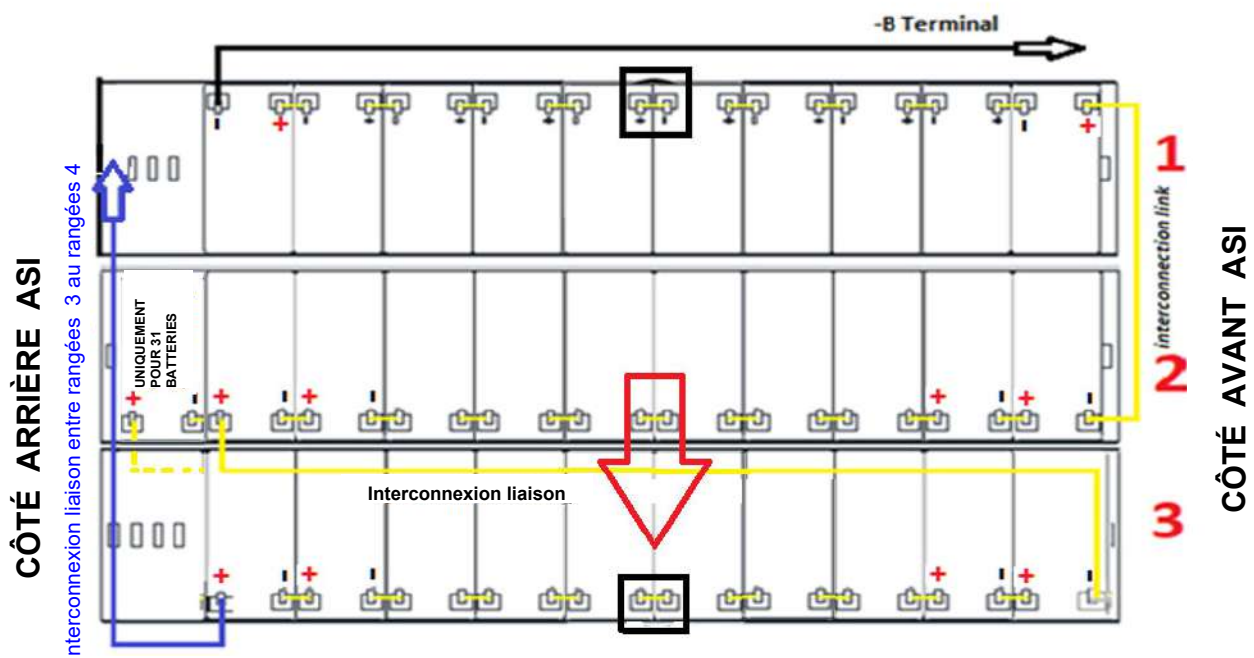 -B Terminal
1
interconnection link
CÔTÉ ARRIÈRE ASI
nterconnexion liaison entre rangées 3 au rangées 4
CÔTÉ AVANT ASI
UNIQUEMENT
POUR 31
BATTERIES
2
Interconnexion liaison
3